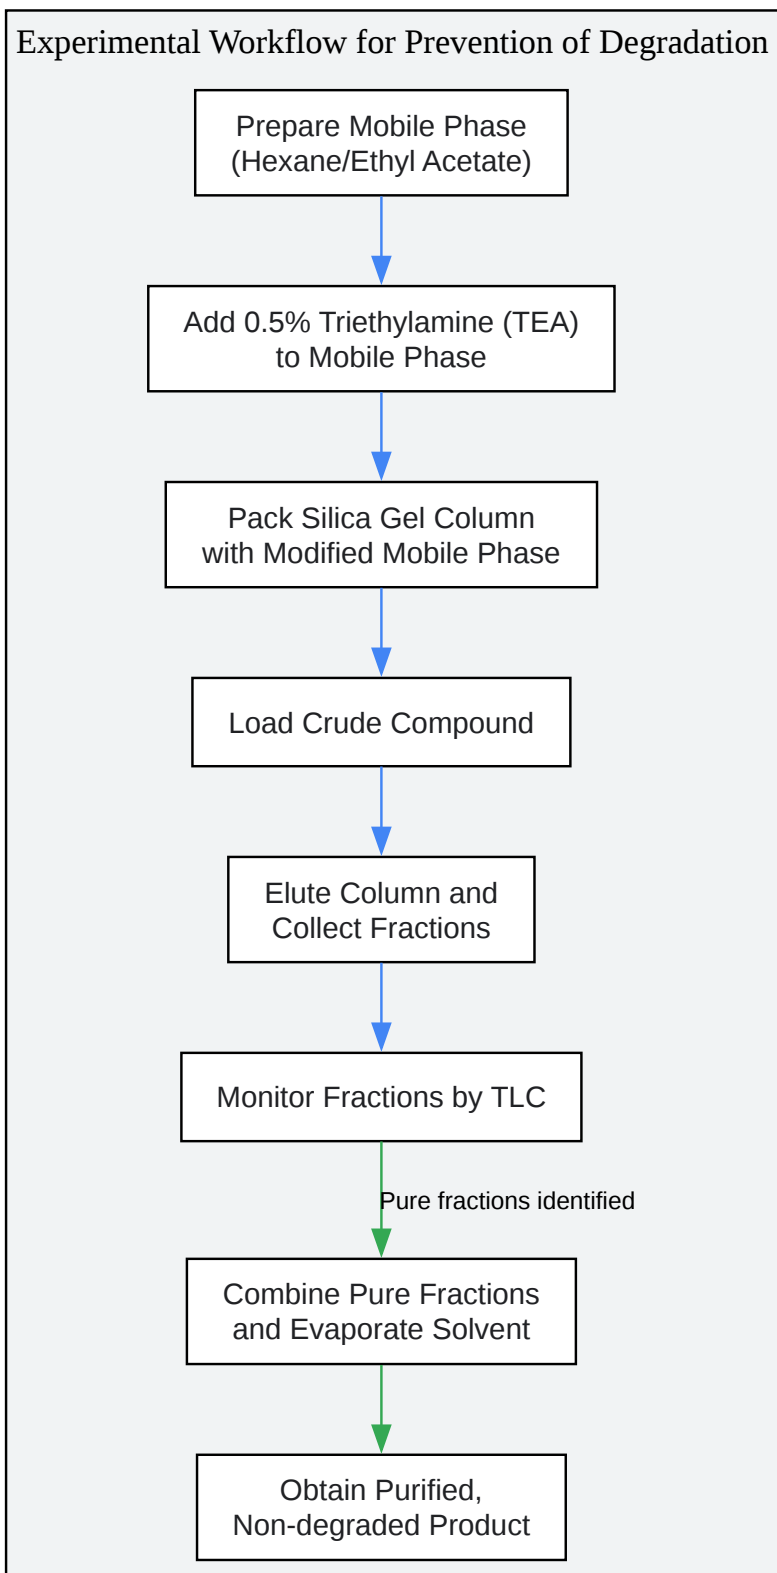 Experimental Workflow for Prevention of Degradation
Prepare Mobile Phase
(Hexane/Ethyl Acetate)
Add 0.5% Triethylamine (TEA)
to Mobile Phase
Pack Silica Gel Column
with Modified Mobile Phase
Load Crude Compound
Elute Column and
Collect Fractions
Monitor Fractions by TLC
Pure fractions identified
Combine Pure Fractions
and Evaporate Solvent
Obtain Purified,
Non-degraded Product